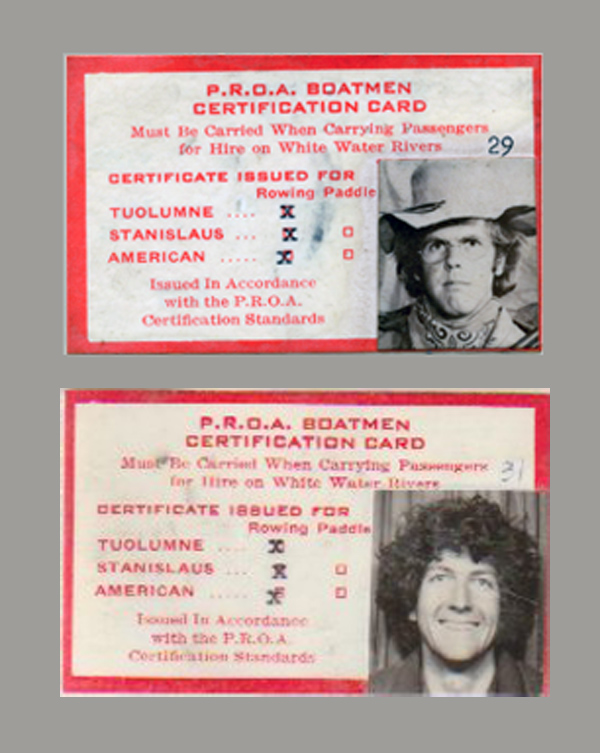 P.R.O.A. BOATMEN
CERTIFICATION CARD
Must Be Carried When Carrying Passengers
for Hire on White Water Rivers 29
CERTIFICATE ISSUED FOR
Rowing Paddle
TUOLUMNE .... X
STANISLAUS ... X □
AMERICAN ..... X □
Issued In Accordance
with the P.R.O.A.
Certification Standards
P.R.O.A. BOATMEN
CERTIFICATION CARD
Must Be Carried When Carrying Passengers 31
for Hire on White Water Rivers
CERTIFICATE ISSUED FOR
Rowing Paddle
TUOLUMNE .... X
STANISLAUS .... X □
AMERICAN ..... X □
Issued In Accordance
with the P.R.O.A.
Certification Standards